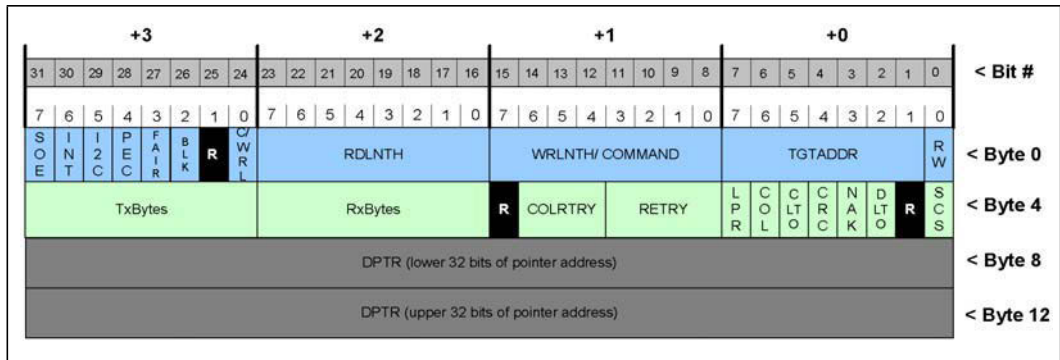 +3 +2 +1 +0
31 30 29 28 27 26 25 24 23 22 21 20 19 18 17 16 15 14 13 12 11 10 9 8 7 6 5 4 3 2 1 0 < Bit #
7 6 5 4 3 2 1 0 7 6 5 4 3 2 1 0 7 6 5 4 3 2 1 0 7 6 5 4 3 2 1 0
SOE INT I2C PEC FAIR BLK R C/WRL RDLNTH WRLNTH/ COMMAND TGTADDR RW < Byte 0
TxBytes RxBytes R COLRTRY RETRY LPR COL CLTO CRC NAK DLTO R SCS < Byte 4
DPTR (lower 32 bits of pointer address) < Byte 8
DPTR (upper 32 bits of pointer address) < Byte 12